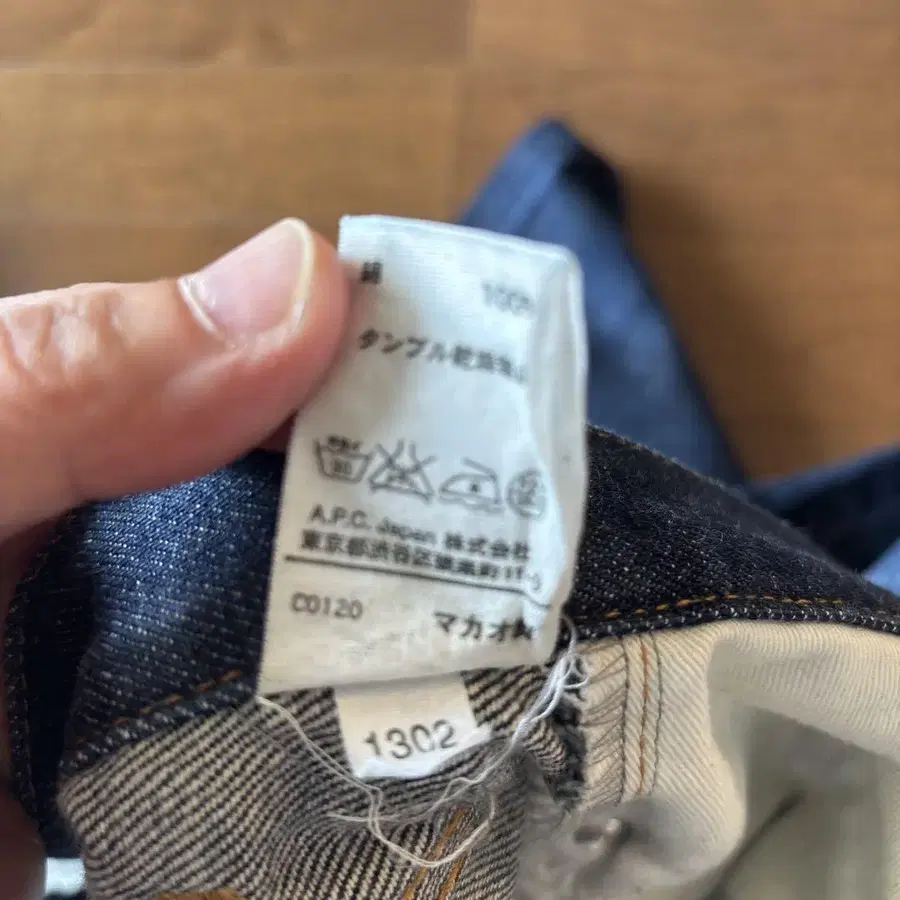 綿 100%
タンブル乾燥
30
A.P.C. Japan 株式会社
東京都渋谷区
C0120 マカオ製
1302